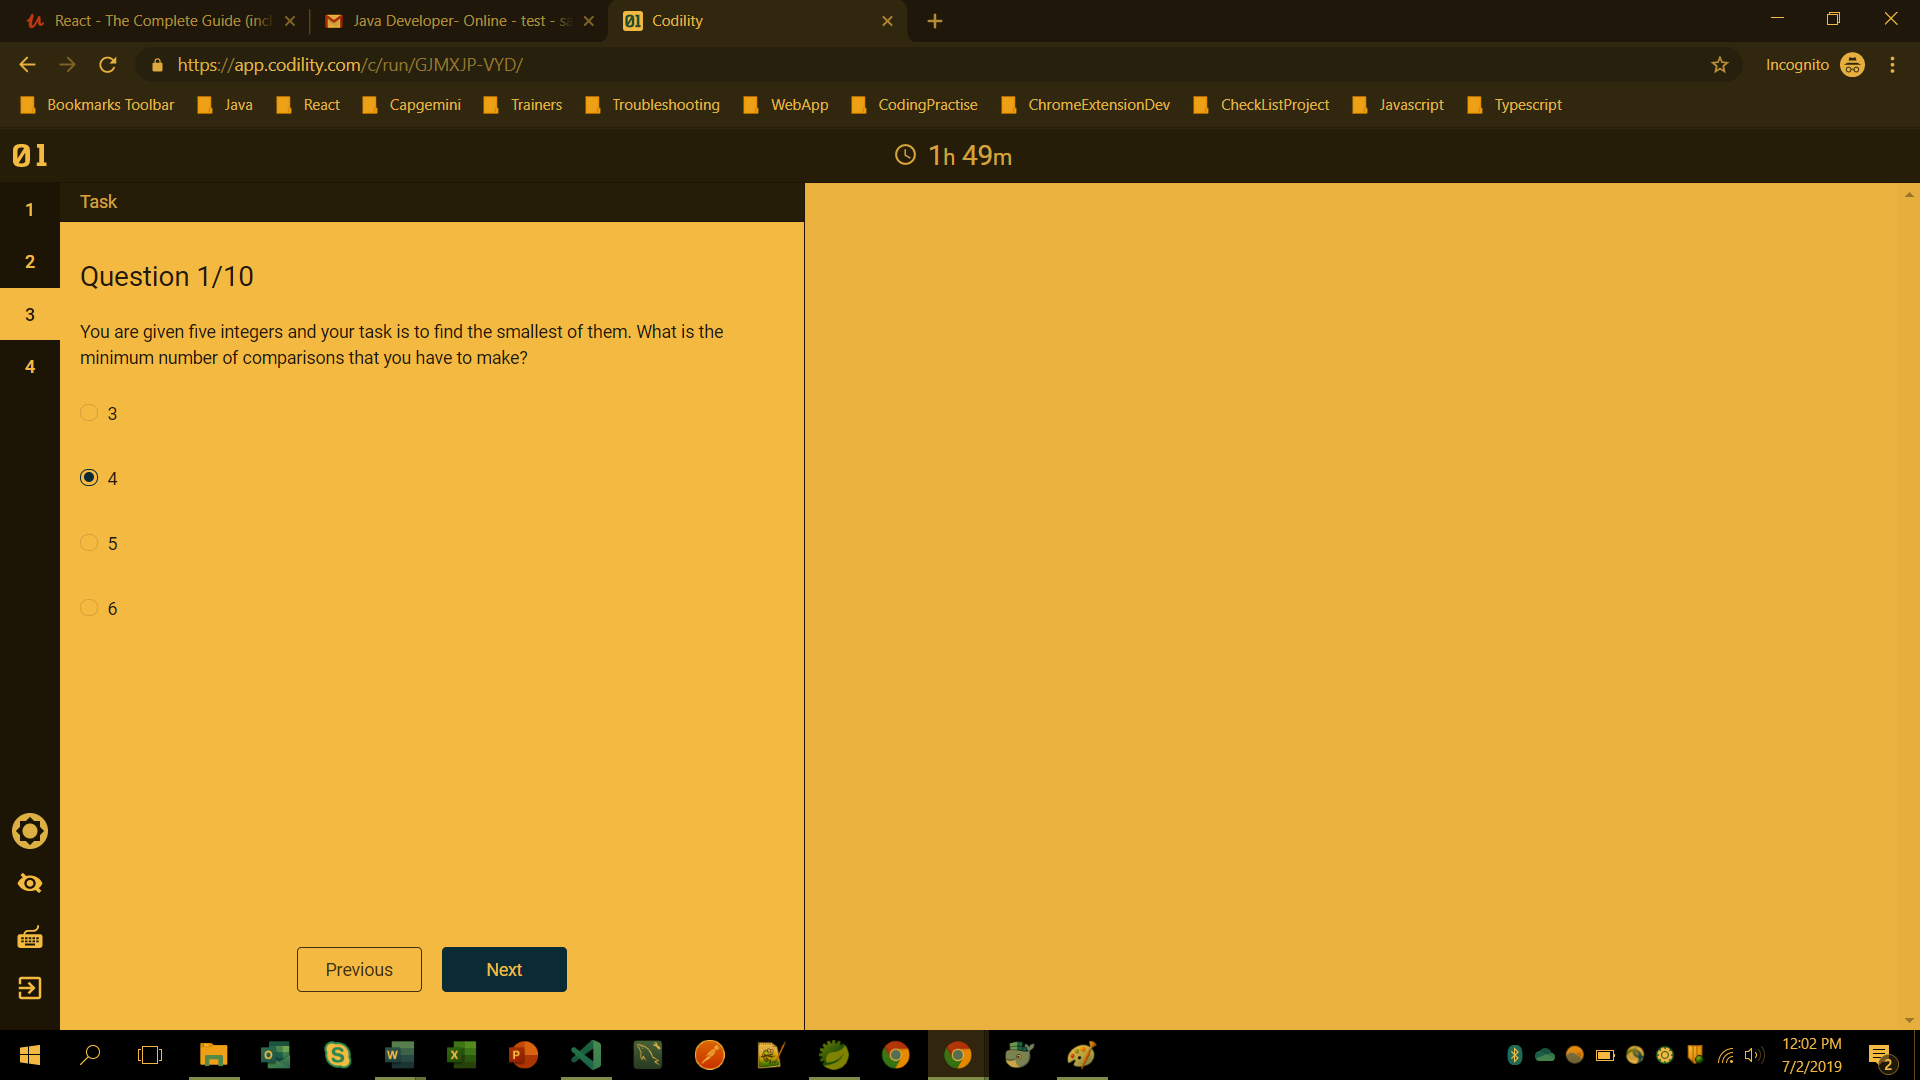 React - The Complete Guide (incl
Java Developer- Online - test - sa
Codility
https://app.codility.com/c/run/GJMXJP-VYD/
Incognito
Bookmarks Toolbar
Java
React
Capgemini
Trainers
Troubleshooting
WebApp
CodingPractise
ChromeExtensionDev
CheckListProject
Javascript
Typescript
01
1h 49m
1
2
3
4
Task
Question 1/10
You are given five integers and your task is to find the smallest of them. What is the
minimum number of comparisons that you have to make?
3
4
5
6
Previous
Next
12:02 PM
7/2/2019
2